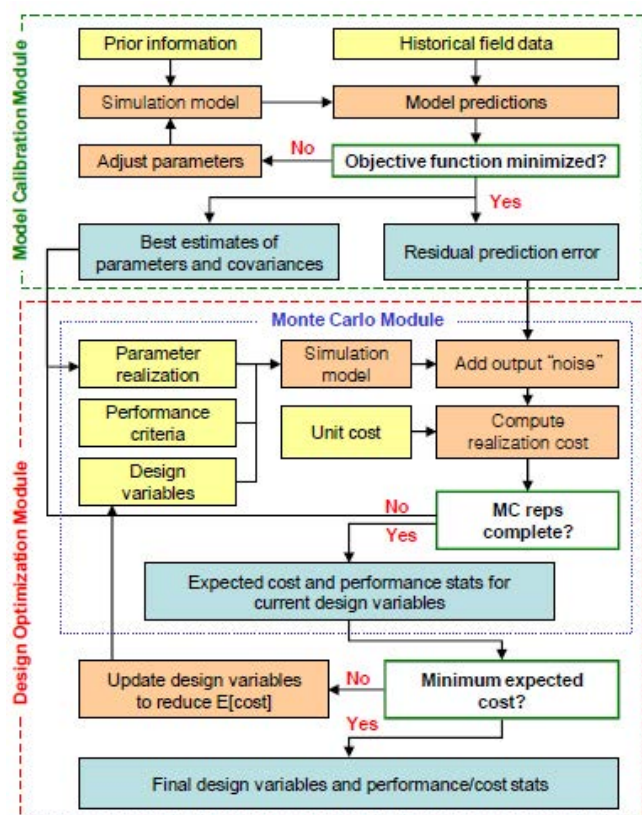 Model Calibration Module
Prior information
Historical field data
Simulation model
Model predictions
No
Adjust parameters
Objective function minimized?
Yes
Best estimates of
parameters and covariances
Residual prediction error
Design Optimization Module
Monte Carlo Module
Parameter
realization
Simulation
model
Add output "noise"
Performance
criteria
Unit cost
Compute
realization cost
Design
variables
No
MC reps
complete?
Yes
Expected cost and performance stats for
current design variables
Update design variables
to reduce E[cost]
No
Minimum expected
cost?
Yes
Final design variables and performance/cost stats